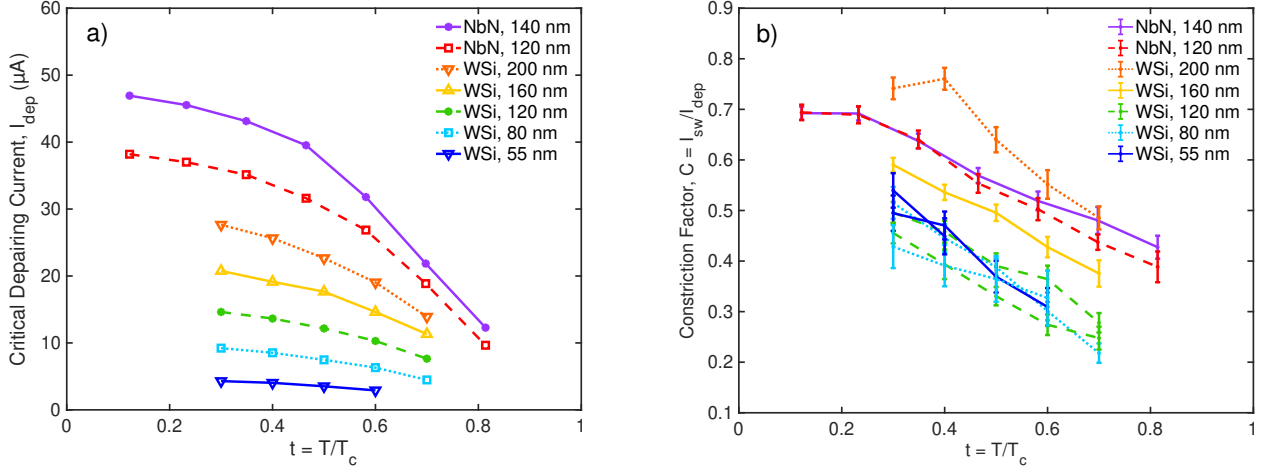 a)
NbN, 140 nm
NbN, 120 nm
WSi, 200 nm
WSi, 160 nm
WSi, 120 nm
WSi, 80 nm
WSi, 55 nm
Critical Depairing Current, I_dep (μA)
60
50
40
30
20
10
0
0
0.2
0.4
0.6
0.8
1
t = T/T_c
b)
NbN, 140 nm
NbN, 120 nm
WSi, 200 nm
WSi, 160 nm
WSi, 120 nm
WSi, 80 nm
WSi, 55 nm
Constriction Factor, C = I_sw/I_dep
0.9
0.8
0.7
0.6
0.5
0.4
0.3
0.2
0.1
0
0.2
0.4
0.6
0.8
1
t = T/T_c